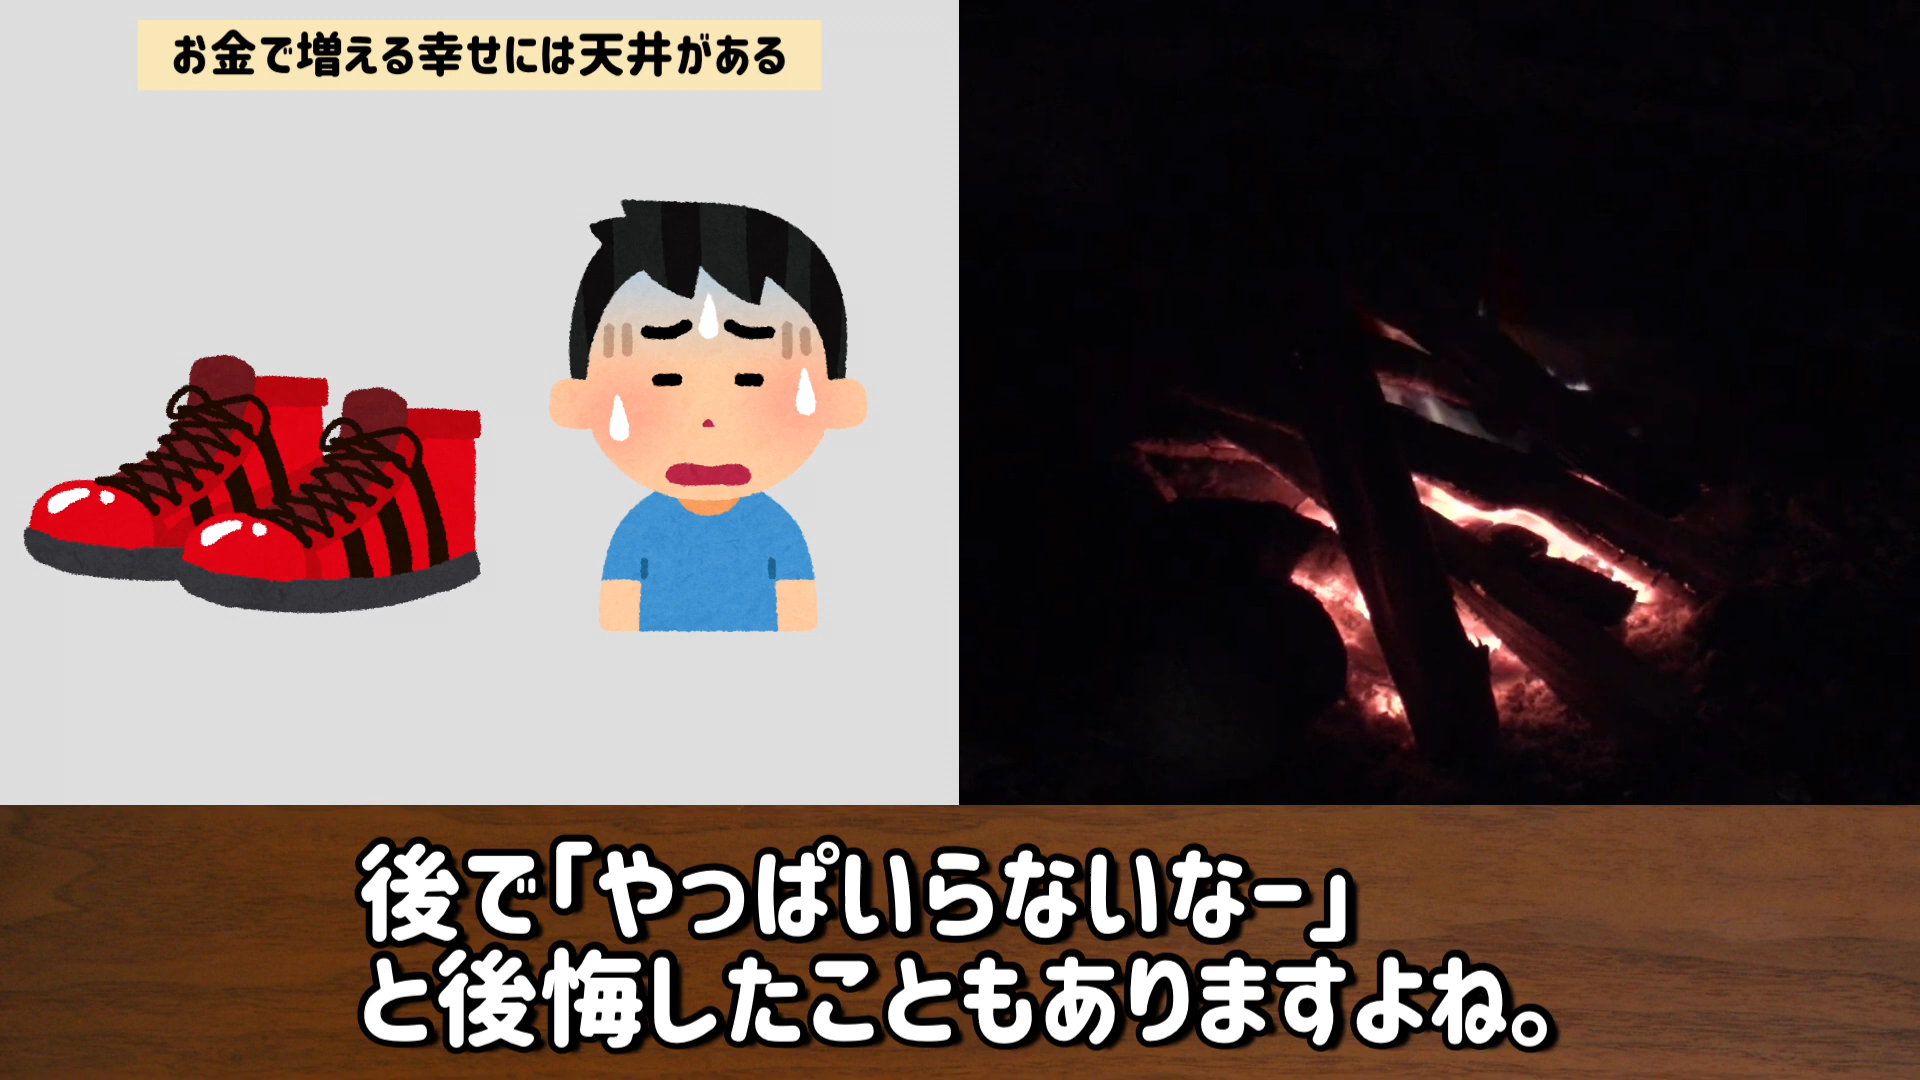 お金で増える幸せには天井がある
後で「やっぱいらないなー」
と後悔したこともありますよね。